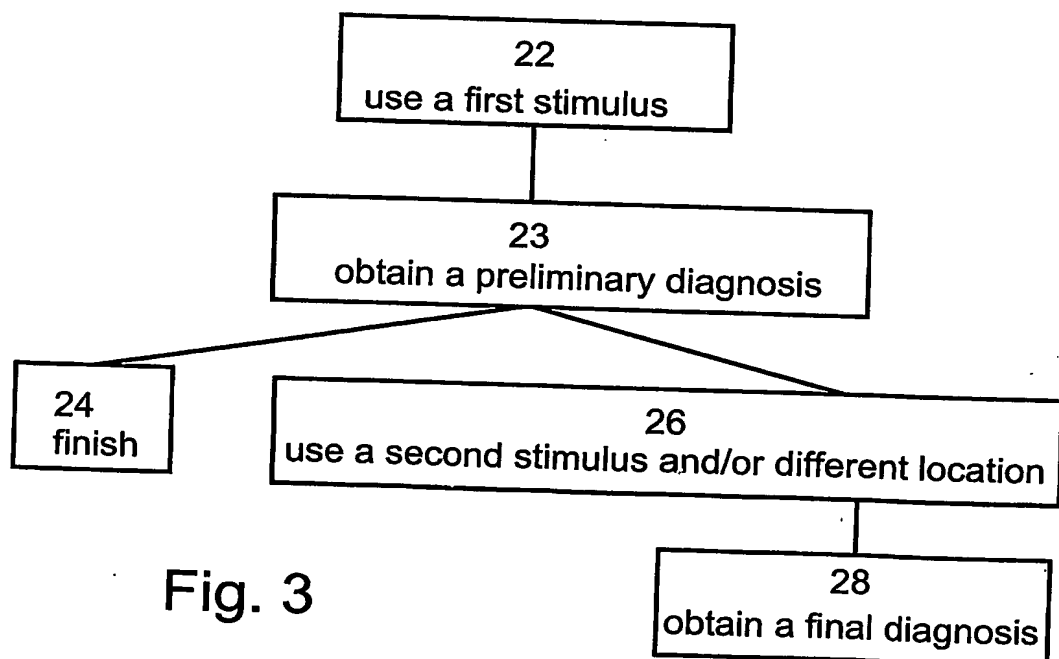 22
use a first stimulus
23
obtain a preliminary diagnosis
24
finish
26
use a second stimulus and/or different location
28
obtain a final diagnosis
Fig. 3